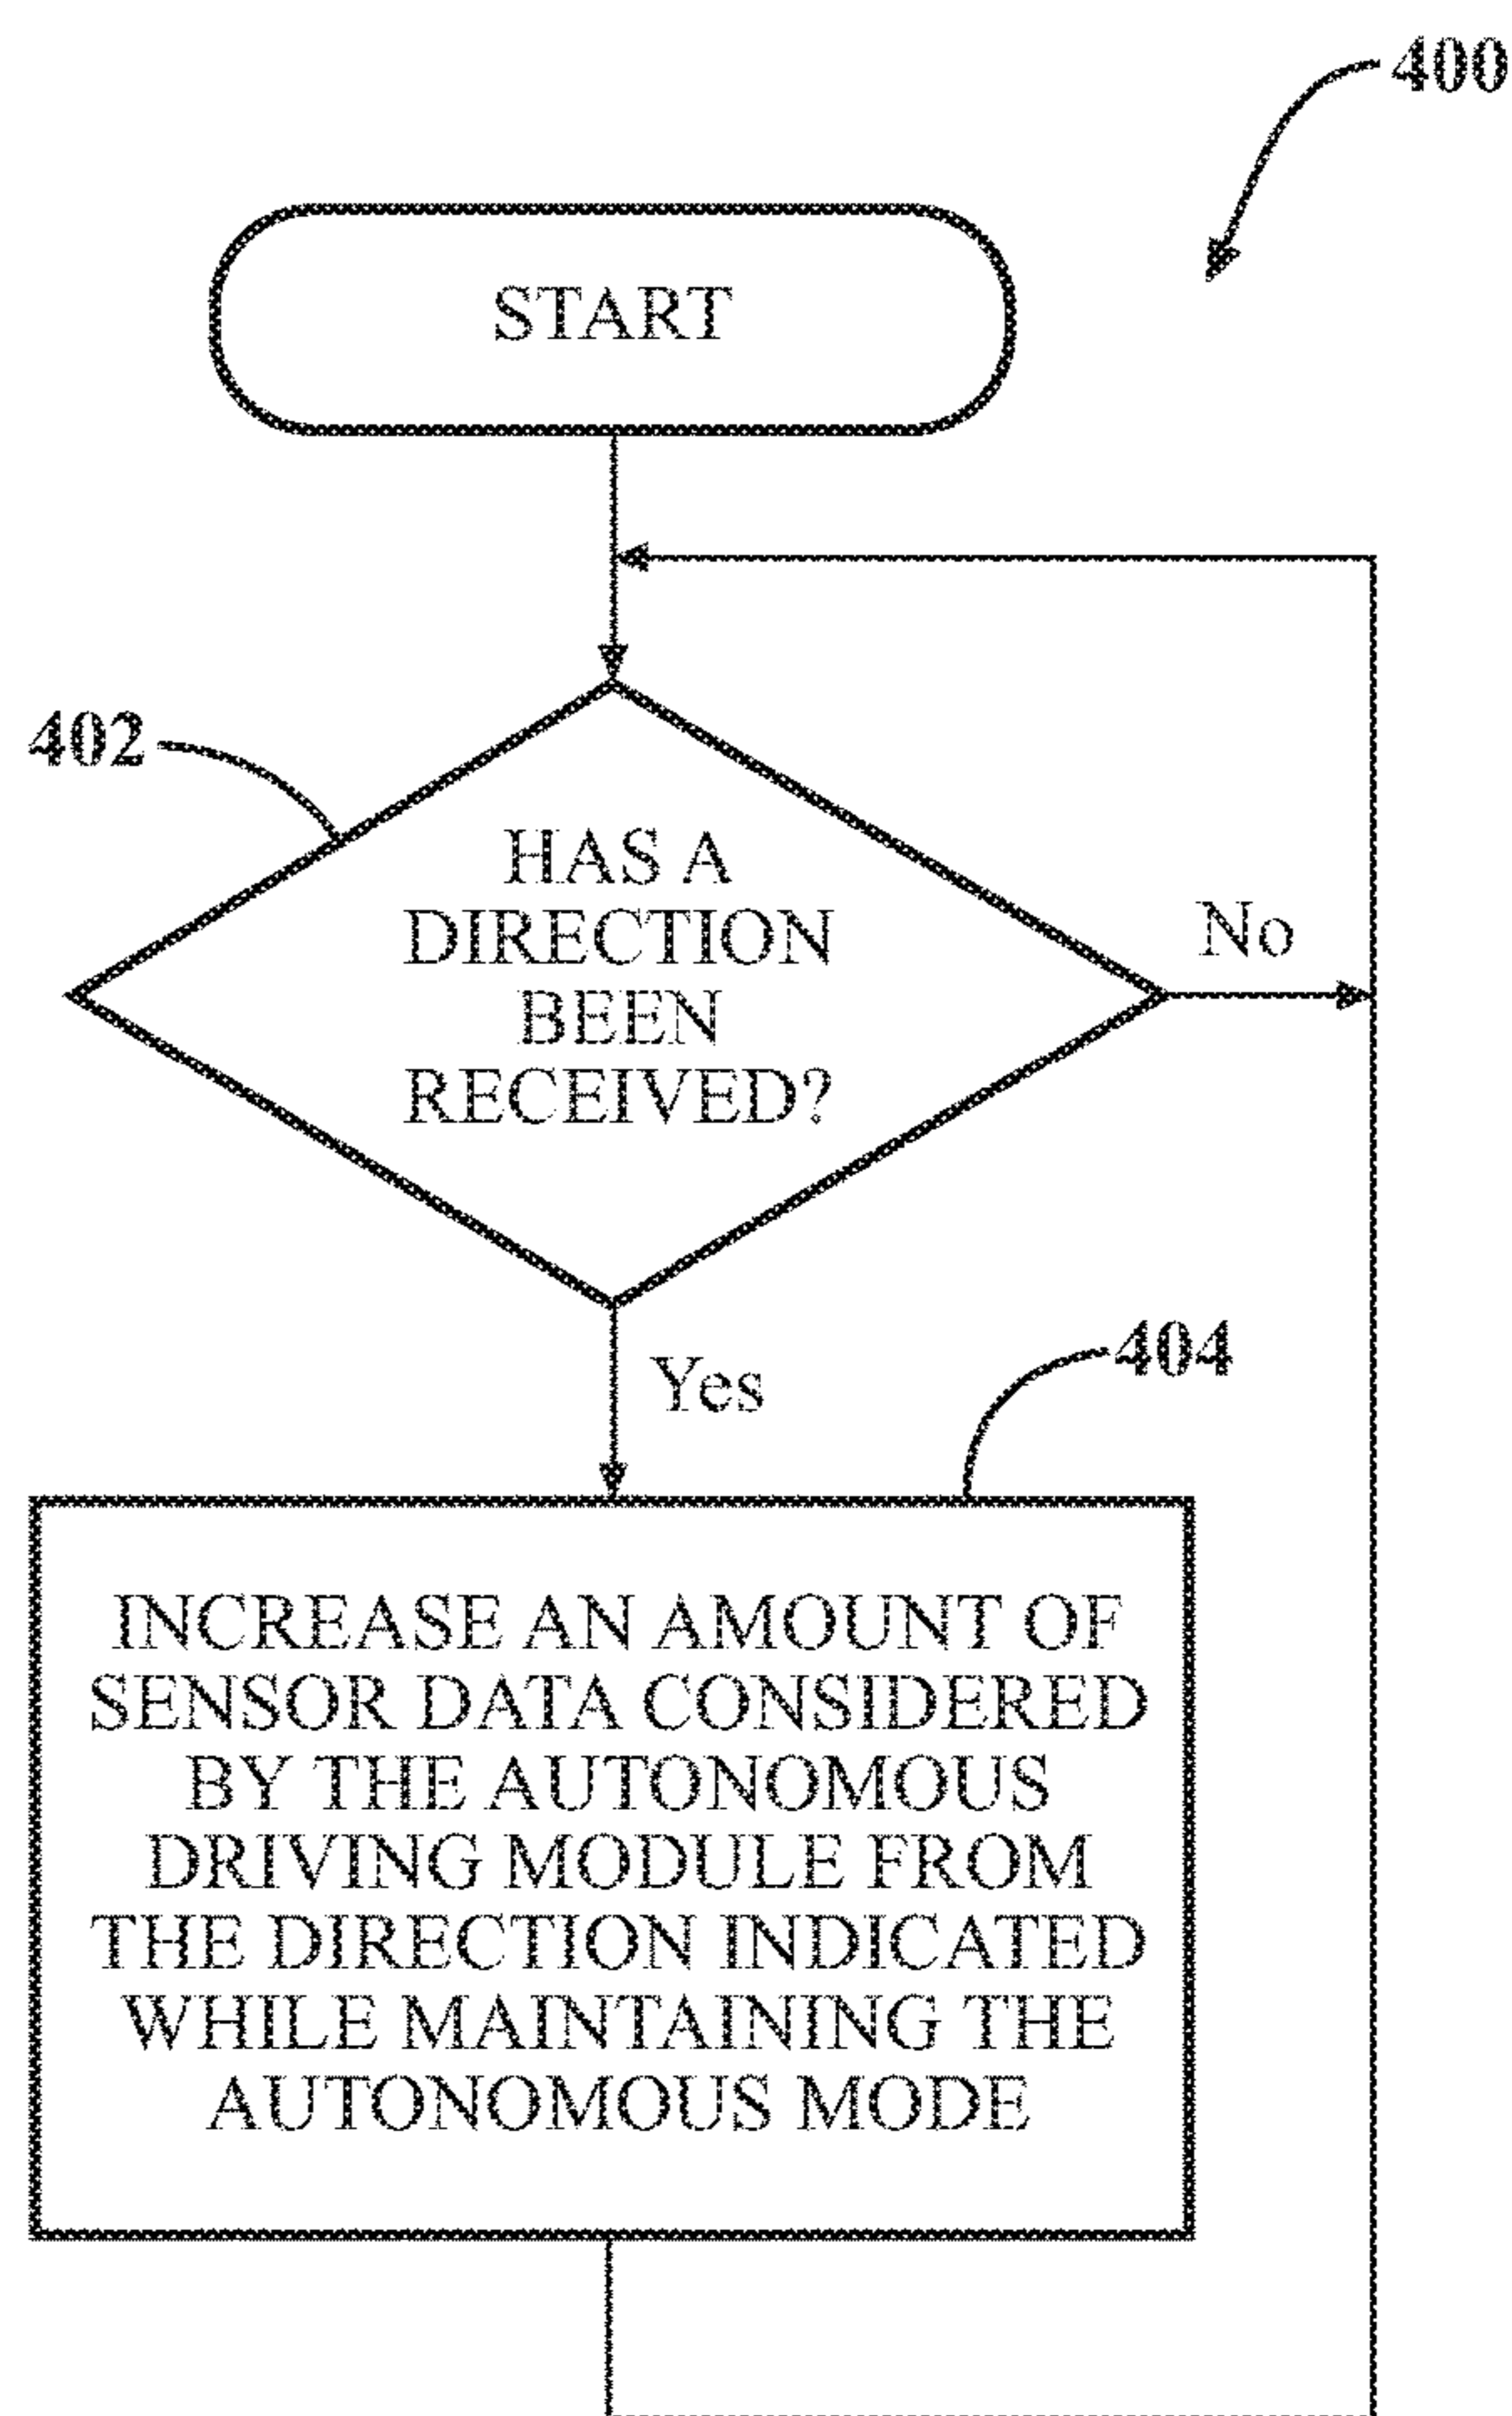 400
START
402
HAS A
DIRECTION
BEEN
RECEIVED?
No
Yes
404
INCREASE AN AMOUNT OF
SENSOR DATA CONSIDERED
BY THE AUTONOMOUS
DRIVING MODULE FROM
THE DIRECTION INDICATED
WHILE MAINTAINING THE
AUTONOMOUS MODE